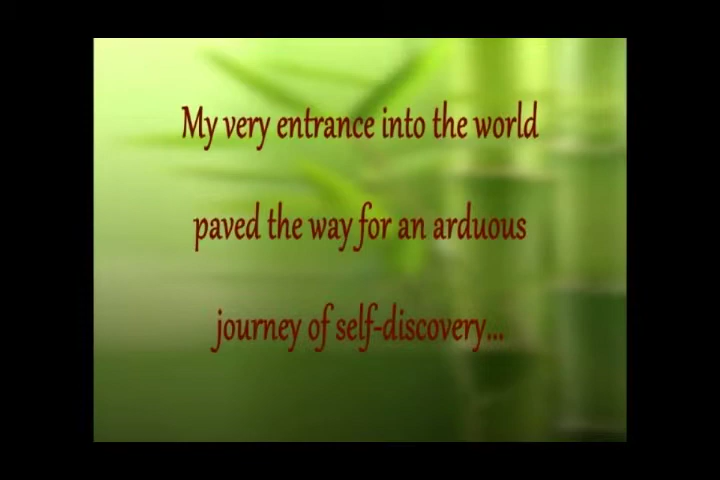 My very entrance into the world
paved the way for an arduous
journey of self-discovery...